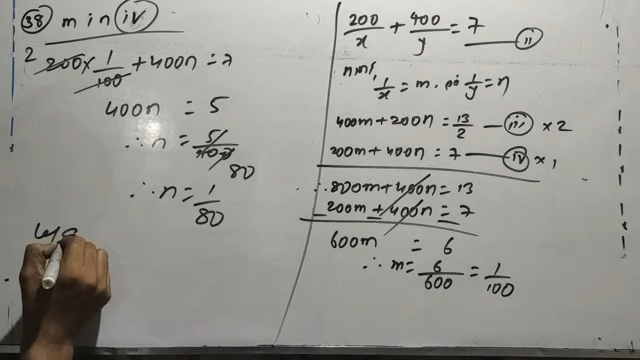 (38) m in (iv)
2 200 × 1/100 + 400n = 7
400n = 5
∴ n = 5/400 80
∴ n = 1/80
200/x + 400/y = 7 — (ii)
1/x = m 1/y = n
400m + 200n = 13/2 — (iii) × 2
200m + 400n = 7 — (iv) × 1
∴ 800m + 400n = 13
200m + 400n = 7
600m = 6
∴ m = 6/600 = 1/100